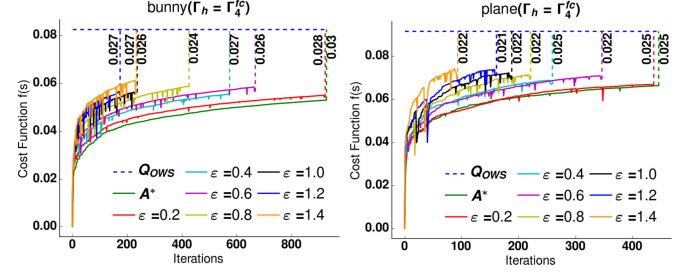 bunny(Γh = Γ4^fc)
Cost Function f(s)
0.08
0.06
0.04
0.02
0.00
0.027
0.027
0.026
0.024
0.027
0.026
0.028
0.03
QOWS
A*
ε =0.2
ε =0.4
ε =0.6
ε =0.8
ε =1.0
ε =1.2
ε =1.4
0 200 400 600 800
Iterations
plane(Γh = Γ4^fc)
Cost Function f(s)
0.08
0.06
0.04
0.02
0.00
0.022
0.021
0.022
0.022
0.025
0.022
0.025
0.025
QOWS
A*
ε =0.2
ε =0.4
ε =0.6
ε =0.8
ε =1.0
ε =1.2
ε =1.4
0 100 200 300 400
Iterations